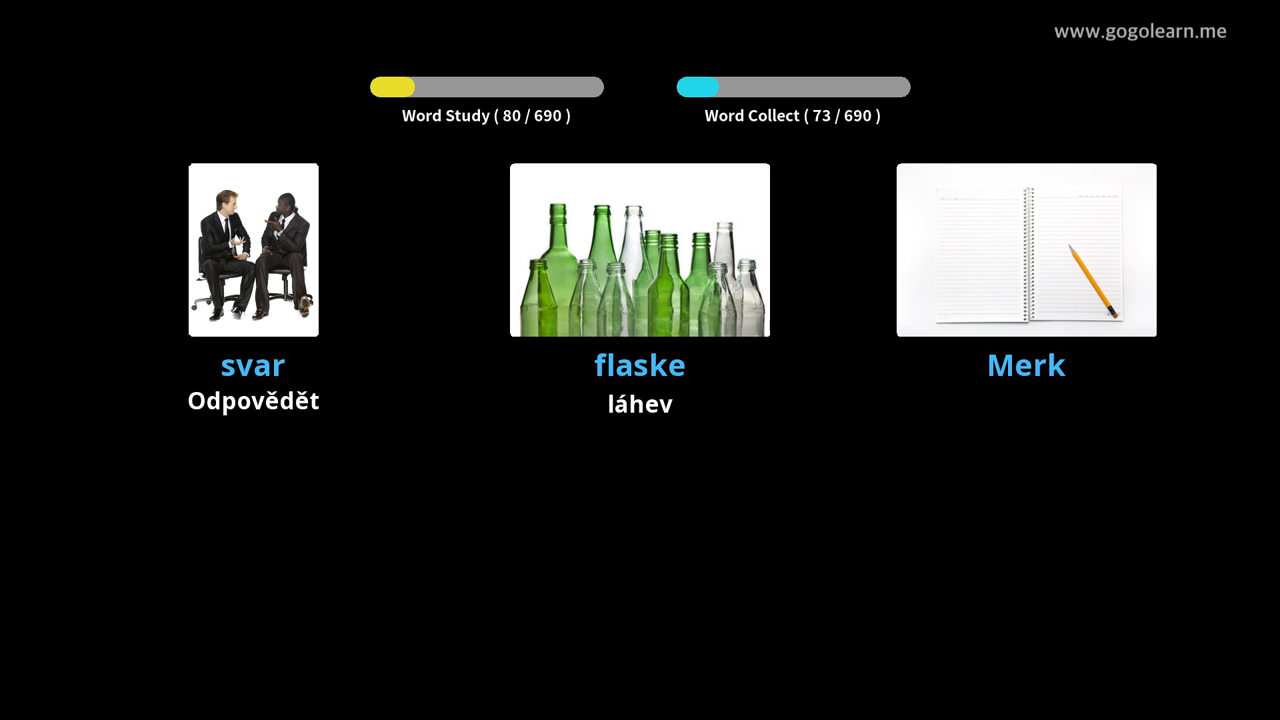 www.gogolearn.me
Word Study ( 80 / 690 )
Word Collect ( 73 / 690 )
svar
flaske
Merk
Odpovědět
láhev